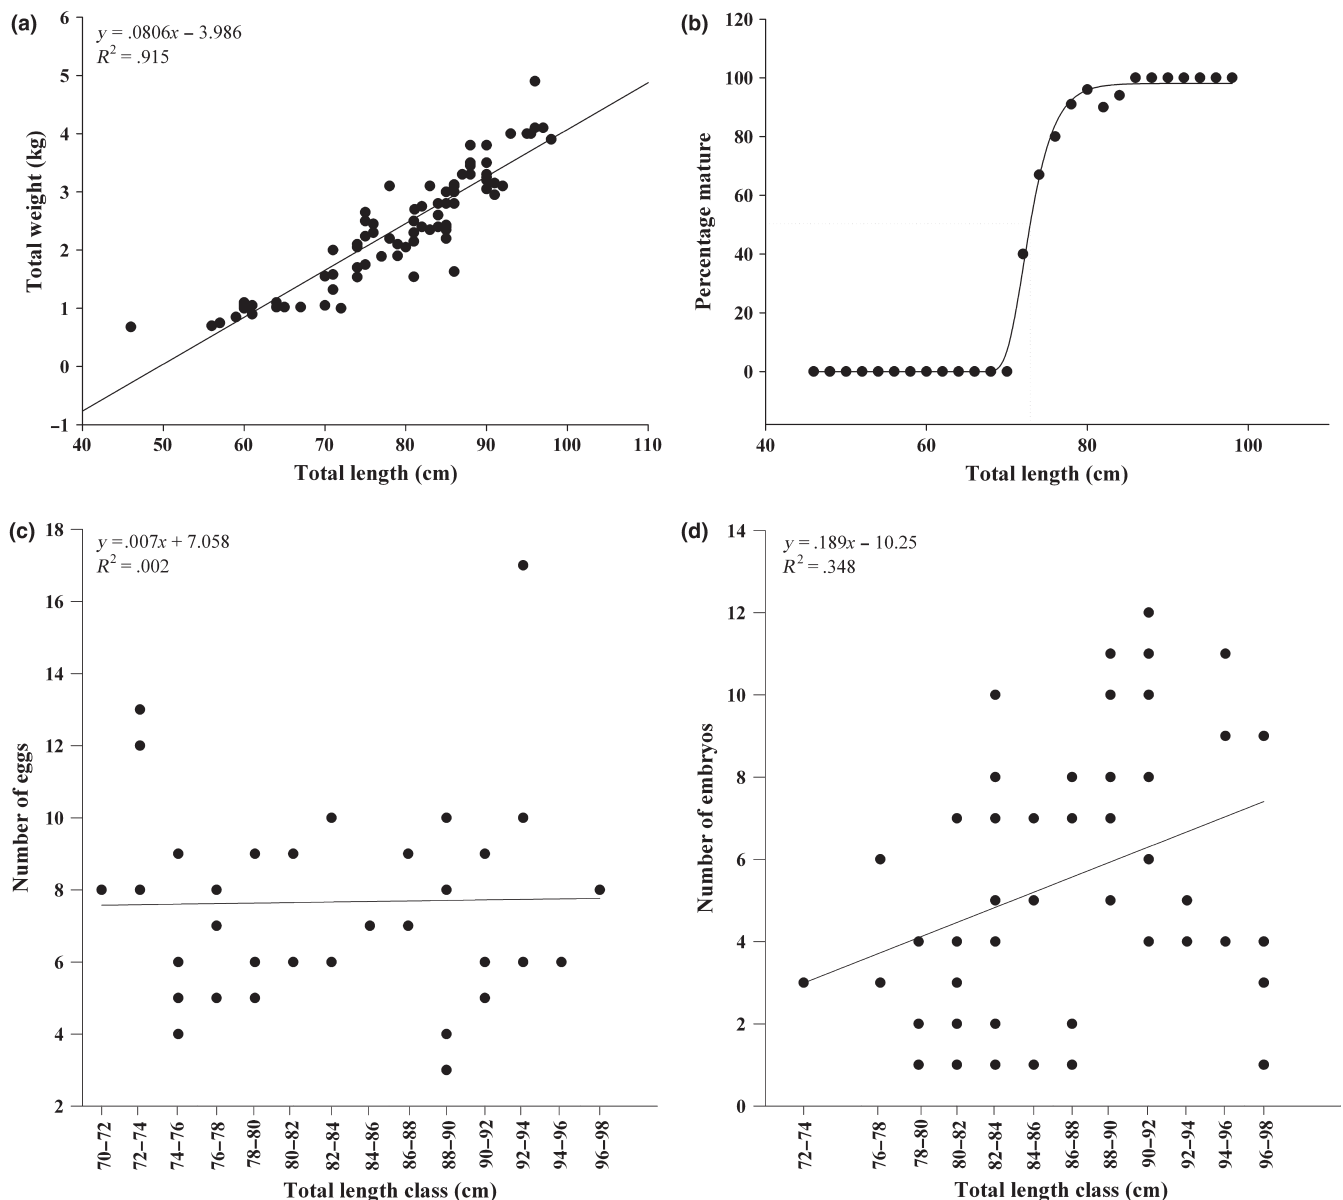 (a)
y = .0806x − 3.986
R² = .915
6
5
4
3
2
1
0
−1
40 50 60 70 80 90 100 110
Total weight (kg)
Total length (cm)
(b)
120
100
80
60
40
20
0
40 60 80 100
Percentage mature
Total length (cm)
(c)
y =.007x + 7.058
R² = .002
18
16
14
12
10
8
6
4
2
70–72 72–74 74–76 76–78 78–80 80–82 82–84 84–86 86–88 88–90 90–92 92–94 94–96 96–98
Number of eggs
Total length class (cm)
(d)
y = .189x − 10.25
R² = .348
14
12
10
8
6
4
2
0
72–74 76–78 78–80 80–82 82–84 84–86 86–88 88–90 90–92 92–94 94–96 96–98
Number of embryos
Total length class (cm)